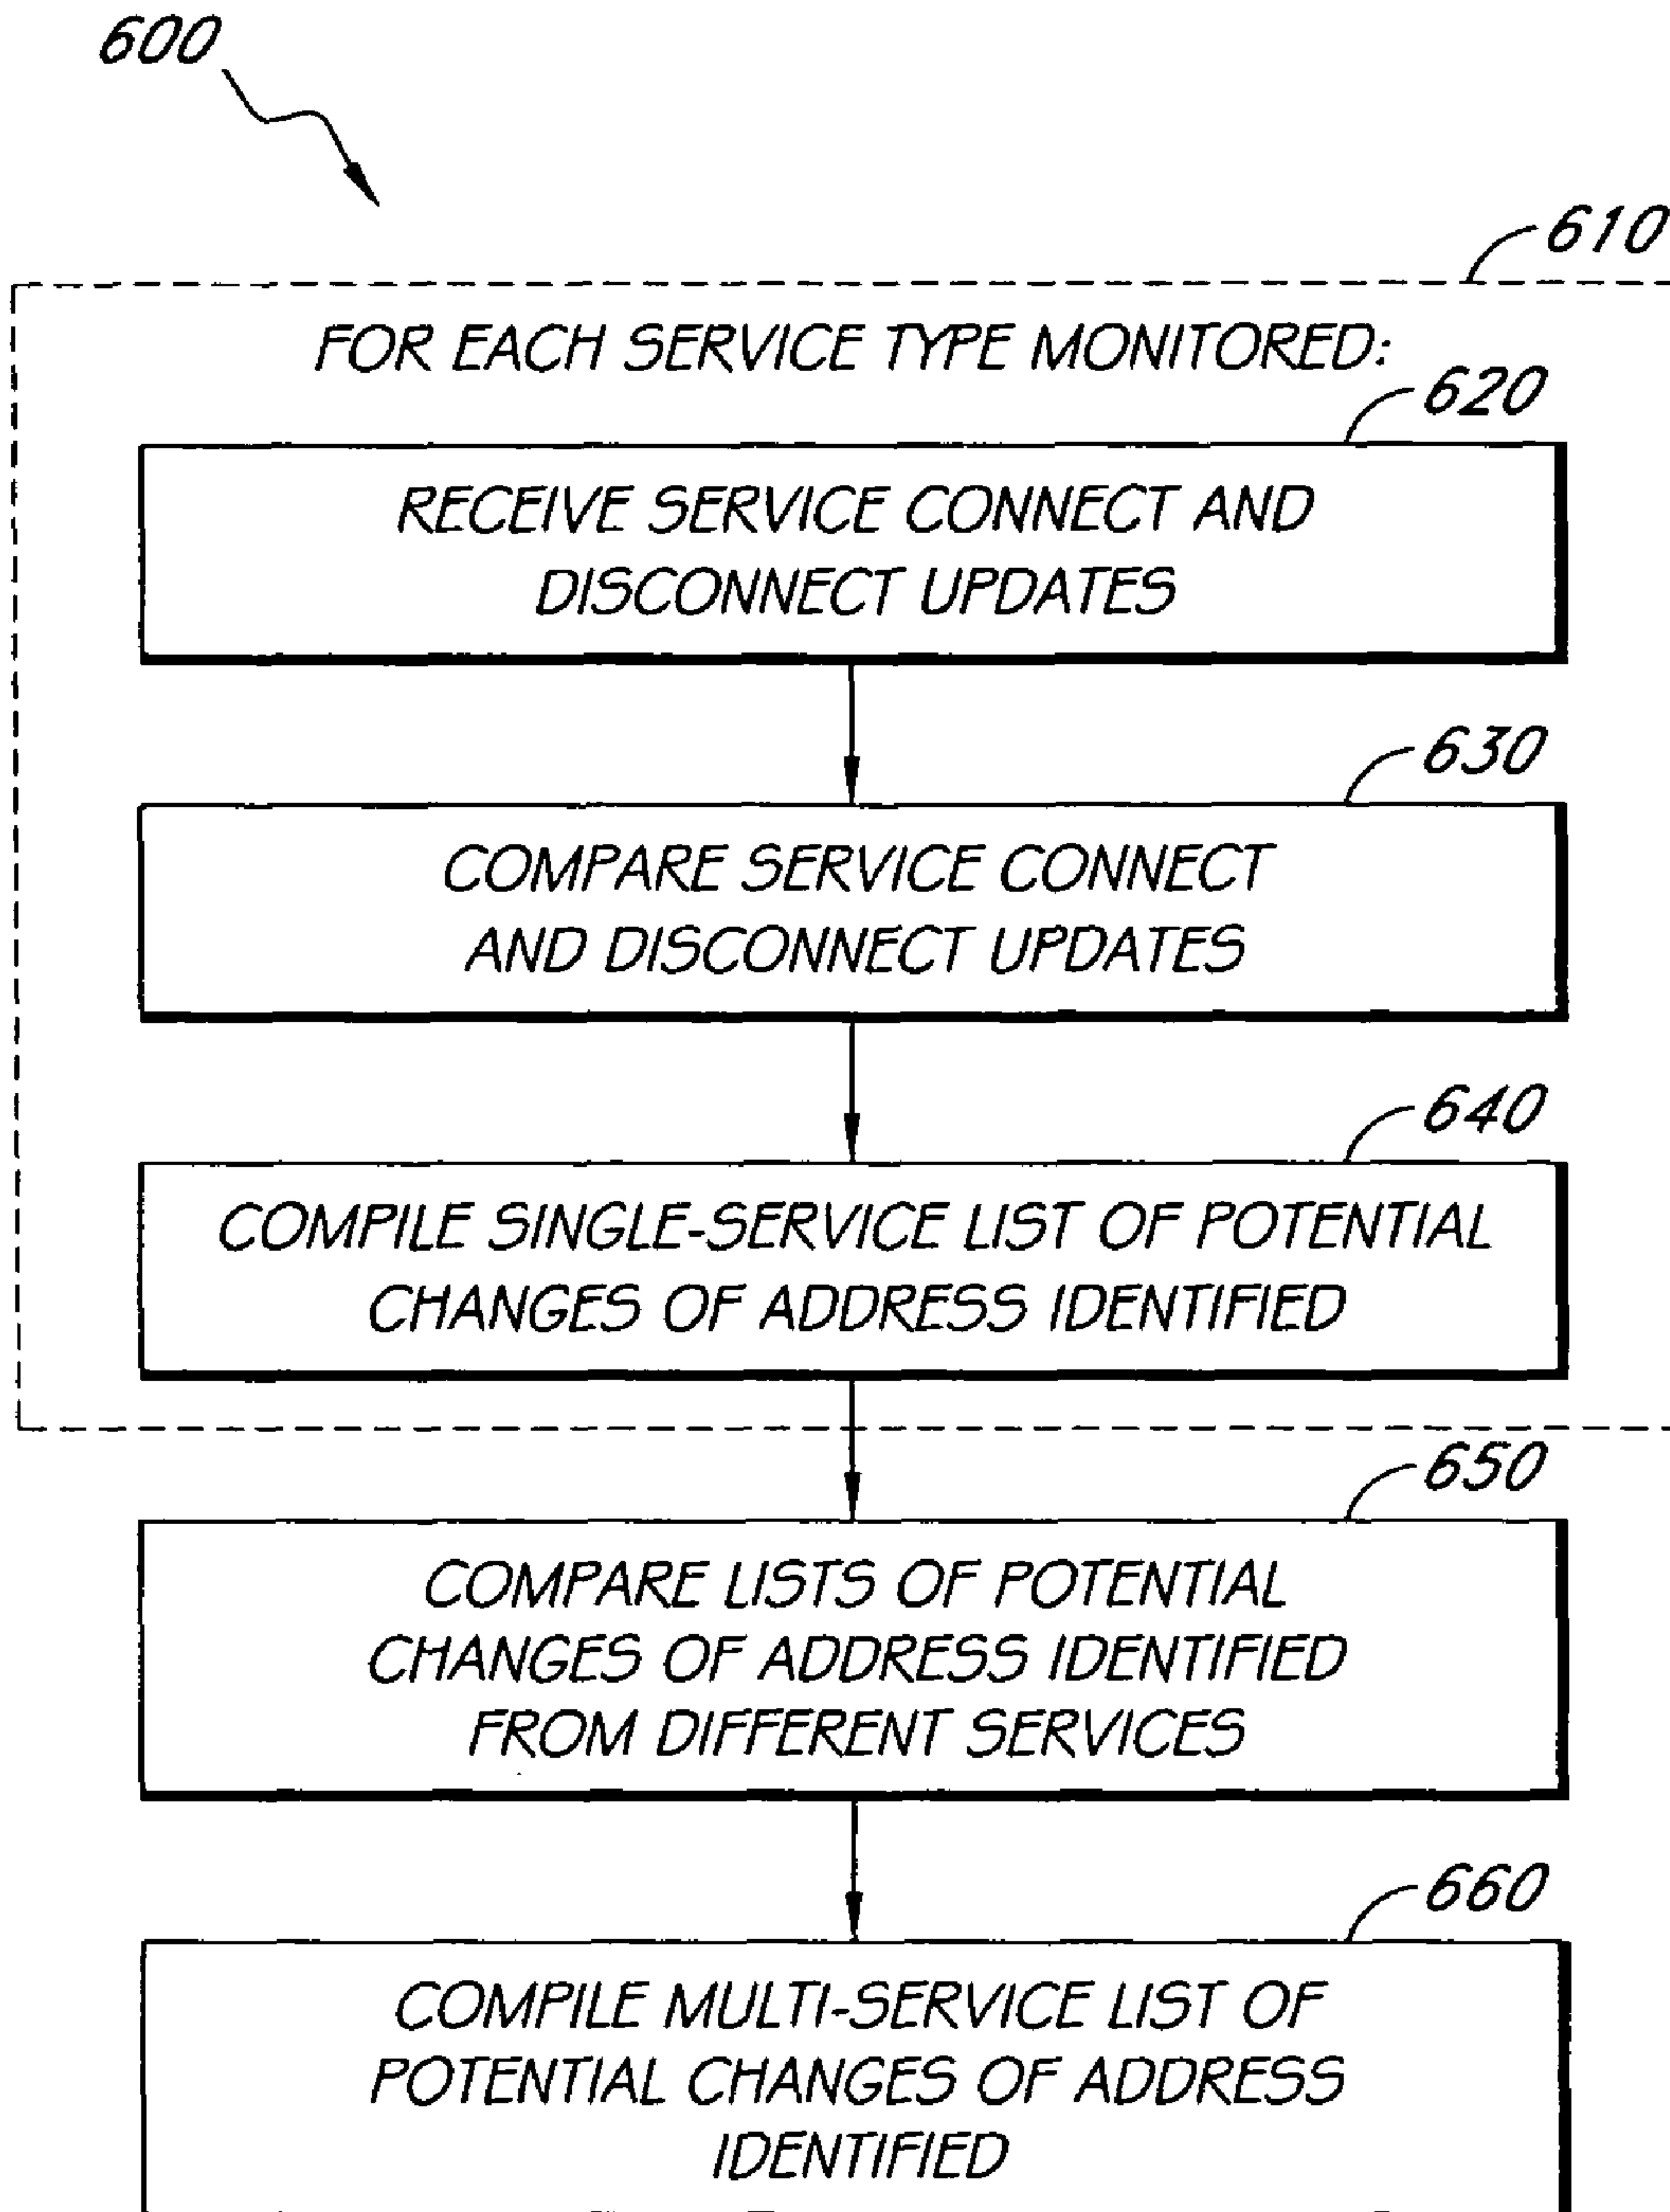 600
610
FOR EACH SERVICE TYPE MONITORED:
620
RECEIVE SERVICE CONNECT AND
DISCONNECT UPDATES
630
COMPARE SERVICE CONNECT
AND DISCONNECT UPDATES
640
COMPILE SINGLE-SERVICE LIST OF POTENTIAL
CHANGES OF ADDRESS IDENTIFIED
650
COMPARE LISTS OF POTENTIAL
CHANGES OF ADDRESS IDENTIFIED
FROM DIFFERENT SERVICES
660
COMPILE MULTI-SERVICE LIST OF
POTENTIAL CHANGES OF ADDRESS
IDENTIFIED